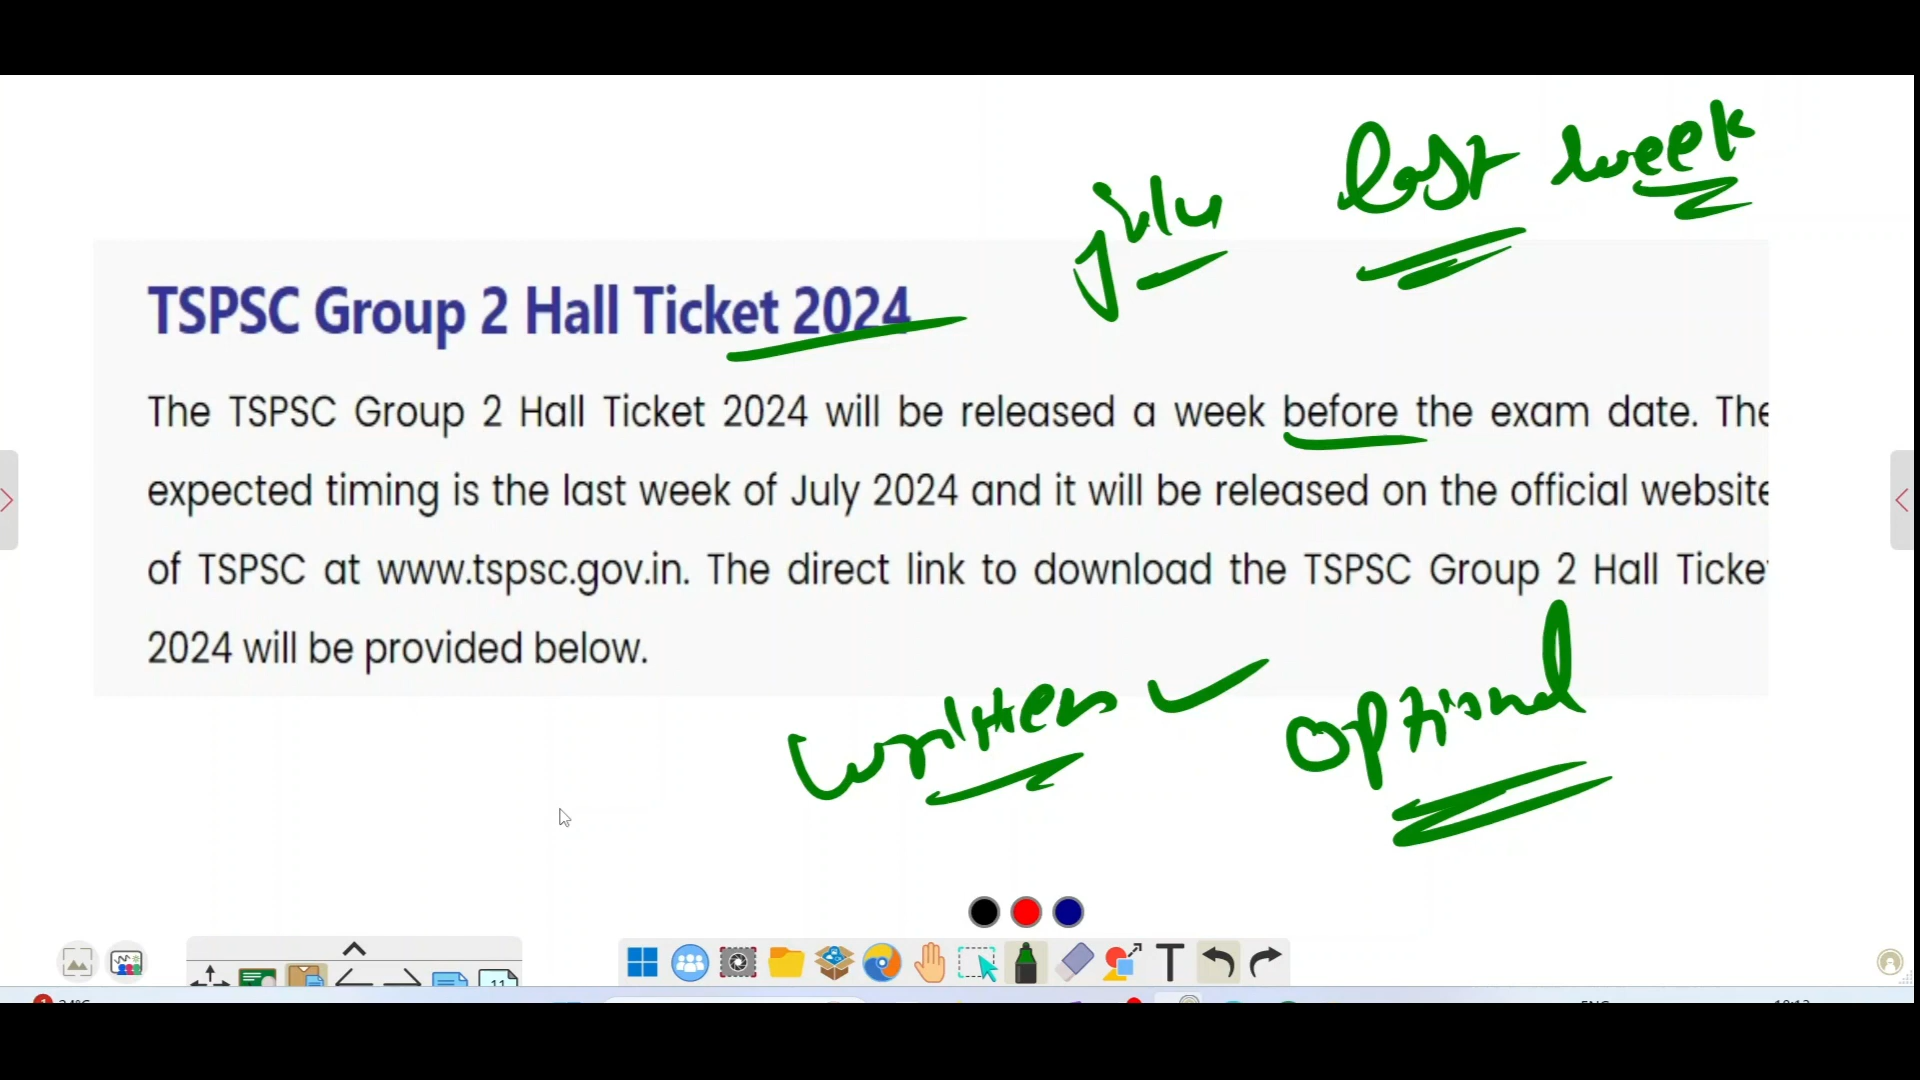 last week
july
TSPSC Group 2 Hall Ticket 2024
The TSPSC Group 2 Hall Ticket 2024 will be released a week before the exam date. The
expected timing is the last week of July 2024 and it will be released on the official website
of TSPSC at www.tspsc.gov.in. The direct link to download the TSPSC Group 2 Hall Ticket
2024 will be provided below.
written optional
T
11